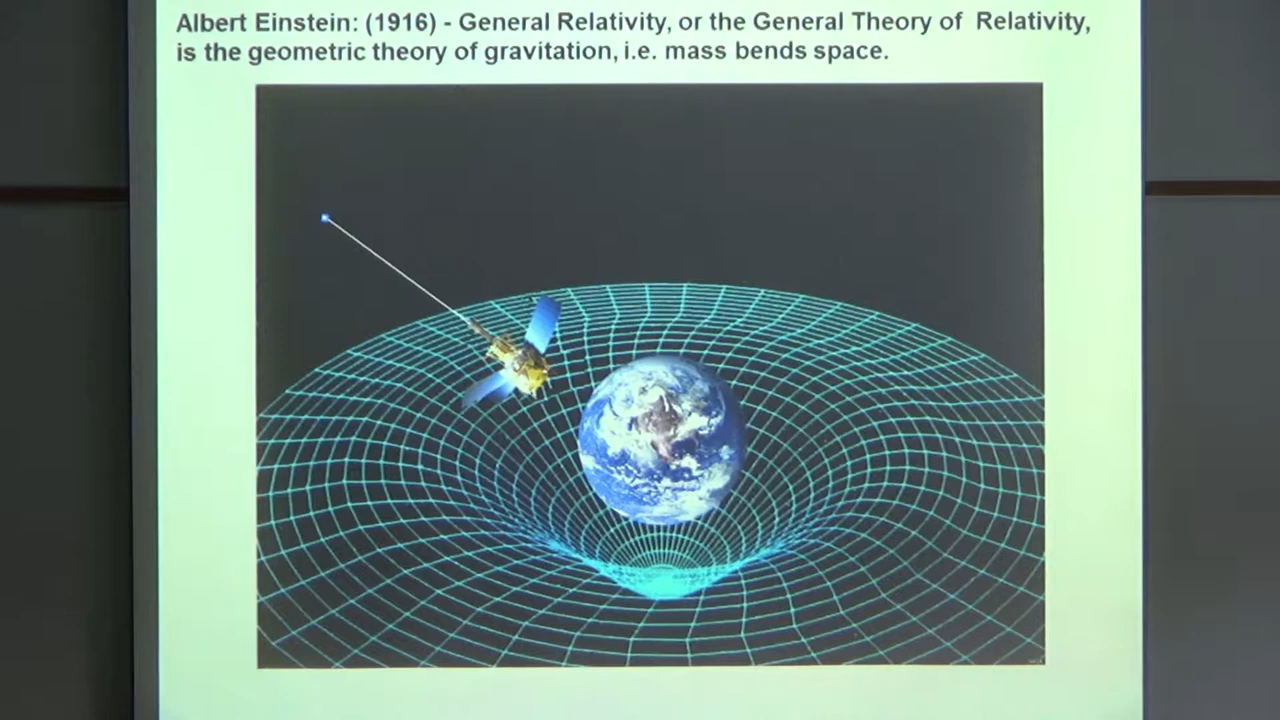 Albert Einstein: (1916) - General Relativity, or the General Theory of Relativity,
is the geometric theory of gravitation, i.e. mass bends space.